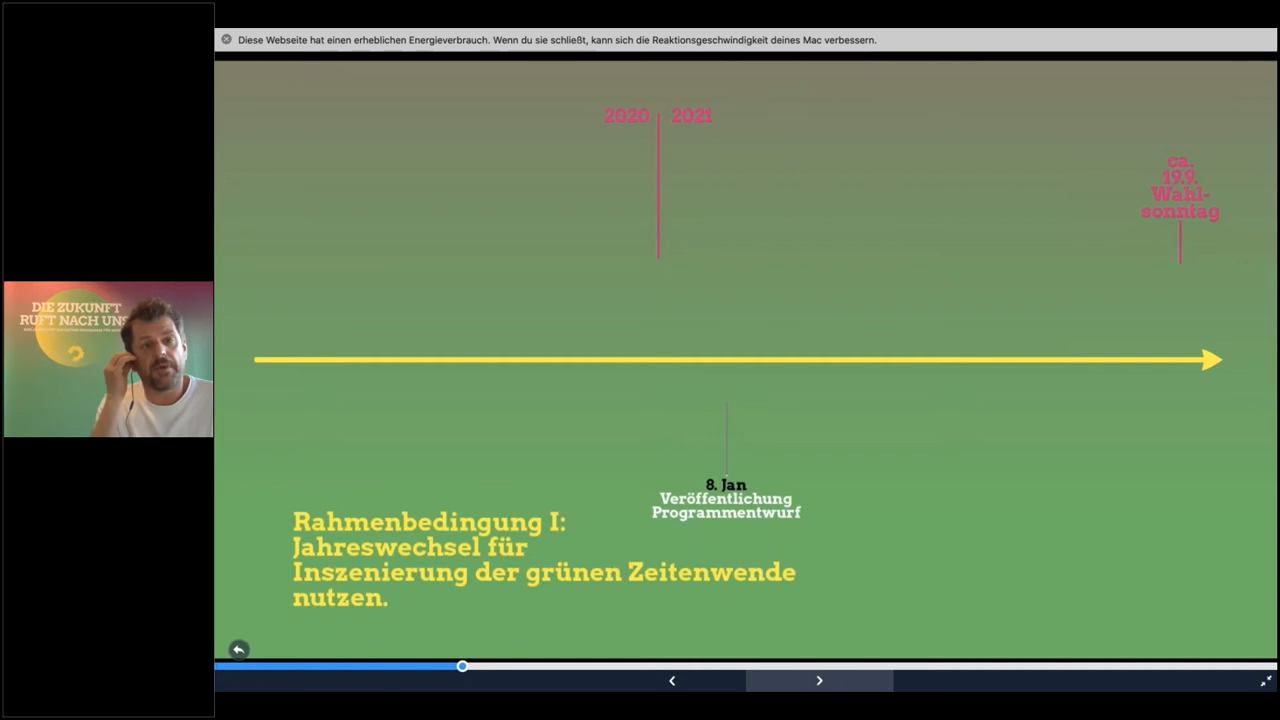 Diese Webseite hat einen erheblichen Energieverbrauch. Wenn du sie schließt, kann sich die Reaktionsgeschwindigkeit deines Mac verbessern.
2020 2021
ca.
19.9.
Wahl-
sonntag
DIE ZUKUNFT
RUFT NACH UNS
8. Jan
Veröffentlichung
Programmentwurf
Rahmenbedingung I:
Jahreswechsel für
Inszenierung der grünen Zeitenwende
nutzen.